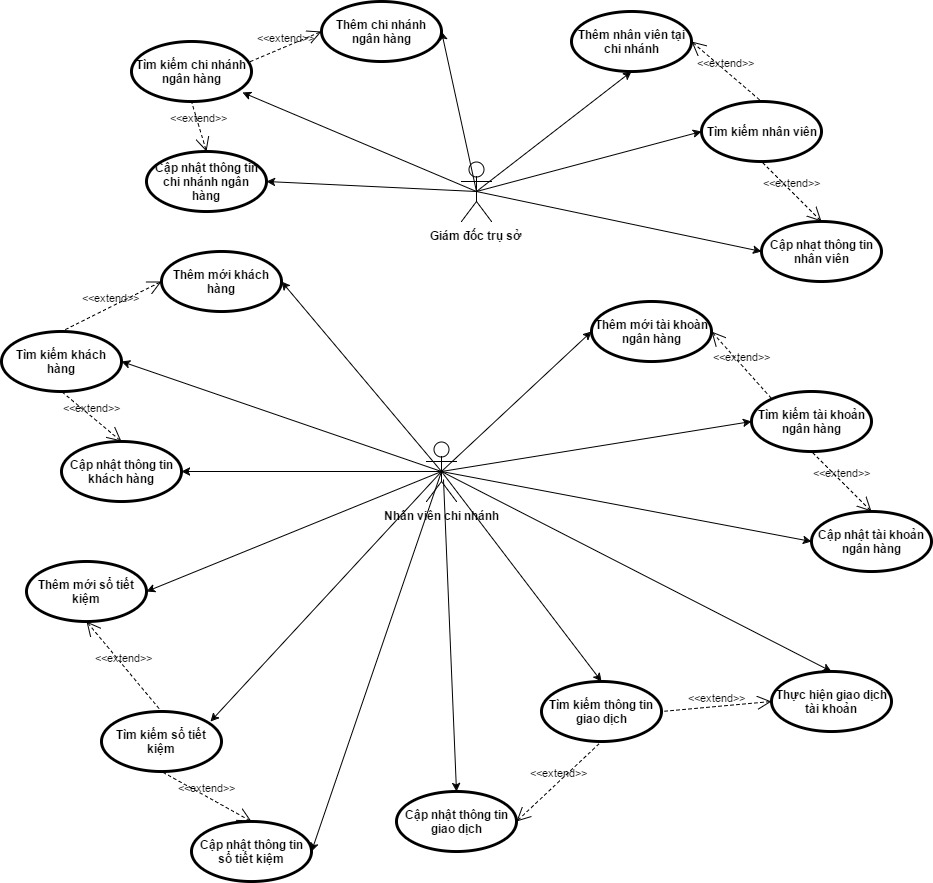 Thêm chi nhánh
ngân hàng
<<extend>>
Tìm kiếm chi nhánh
ngân hàng
<<extend>>
Cập nhật thông tin
chi nhánh ngân
hàng
Thêm nhân viên tại
chi nhánh
<<extend>>
Tìm kiếm nhân viên
<<extend>>
Cập nhạt thông tin
nhân viên
Giám đốc trụ sở
Thêm mới khách
hàng
<<extend>>
Tìm kiếm khách
hàng
<<extend>>
Cập nhật thông tin
khách hàng
Thêm mới tài khoàn
ngân hàng
<<extend>>
Tìm kiếm tài khoản
ngân hàng
<<extend>>
Cập nhật tài khoản
ngân hàng
Nhân viên chi nhánh
Thêm mới sổ tiết
kiệm
<<extend>>
Tìm kiếm sổ tiết
kiệm
<<extend>>
Cập nhật thông tin
sổ tiết kiệm
Tìm kiếm thông tin
giao dịch
<<extend>>
Thực hiện giao dịch
tài khoản
<<extend>>
Cập nhật thông tin
giao dịch